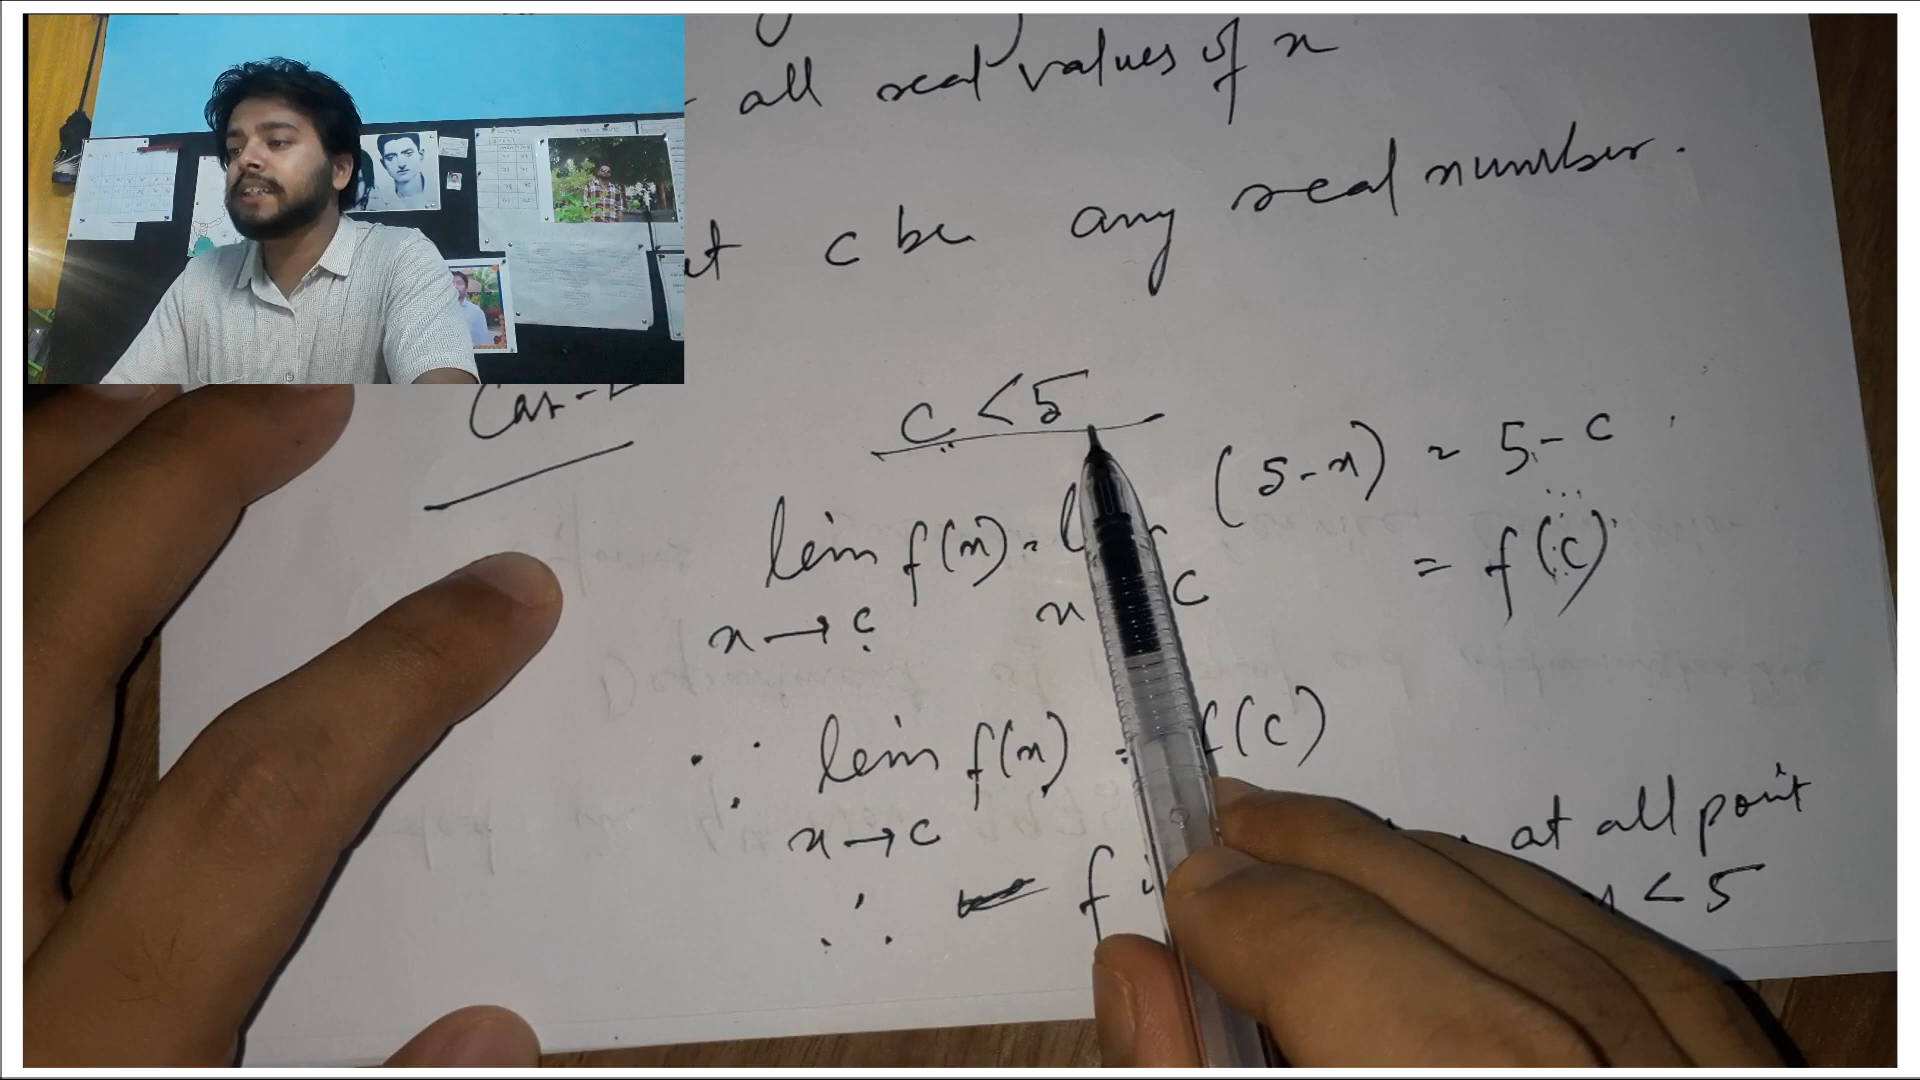 all real values of x
c be any real number.
c < 5
lim f(x) = (5-x) = 5-c
x→c x c = f(c)
∴ lim f(x) = f(c)
x→c at all point
∴ f x < 5